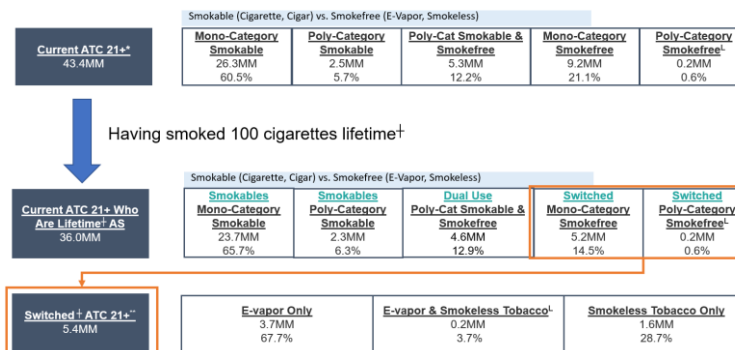 Smokable (Cigarette, Cigar) vs. Smokefree (E-Vapor, Smokeless)
Current ATC 21+*
43.4MM
Mono-Category
Smokable
26.3MM
60.5%
Poly-Category
Smokable
2.5MM
5.7%
Poly-Cat Smokable &
Smokefree
5.3MM
12.2%
Mono-Category
Smokefree
9.2MM
21.1%
Poly-Category
Smokefree^L
0.2MM
0.6%
Having smoked 100 cigarettes lifetime†
Smokable (Cigarette, Cigar) vs. Smokefree (E-Vapor, Smokeless)
Current ATC 21+ Who
Are Lifetime† AS
36.0MM
Smokables
Mono-Category
Smokable
23.7MM
65.7%
Smokables
Poly-Category
Smokable
2.3MM
6.3%
Dual Use
Poly-Cat Smokable &
Smokefree
4.6MM
12.9%
Switched
Mono-Category
Smokefree
5.2MM
14.5%
Switched
Poly-Category
Smokefree^L
0.2MM
0.6%
Switched † ATC 21+**
5.4MM
E-vapor Only
3.7MM
67.7%
E-vapor & Smokeless Tobacco^L
0.2MM
3.7%
Smokeless Tobacco Only
1.6MM
28.7%